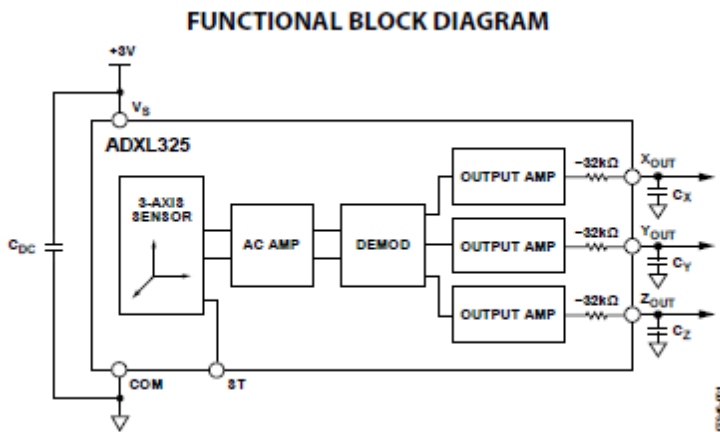 FUNCTIONAL BLOCK DIAGRAM
+3V
VS
ADXL325
3-AXIS
SENSOR
AC AMP
DEMOD
OUTPUT AMP
OUTPUT AMP
OUTPUT AMP
~32kΩ
~32kΩ
~32kΩ
XOUT
CX
YOUT
CY
ZOUT
CZ
CDC
COM
ST